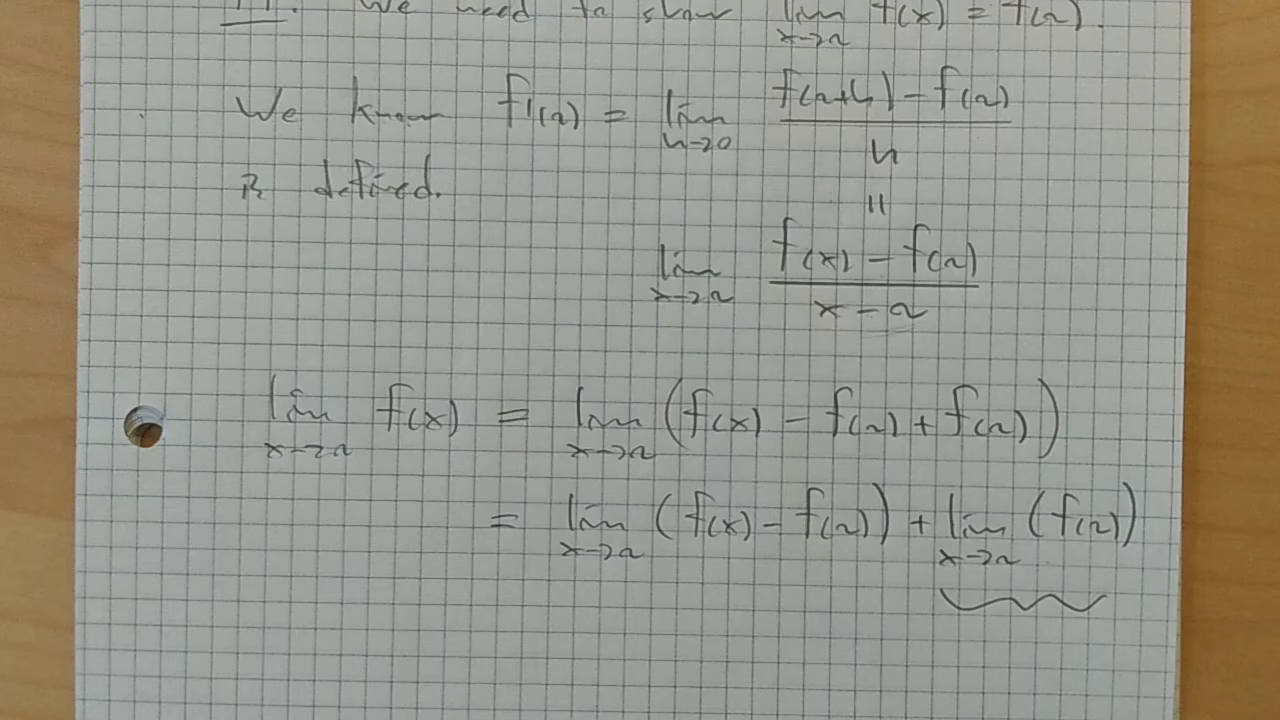 We need to show lim x→a f(x) = f(a).
We know f'(a) = lim h→0 (f(a+h) - f(a)) / h
is defined.
=
lim x→a (f(x) - f(a)) / (x - a)
lim x→a f(x) = lim x→a (f(x) - f(a) + f(a))
= lim x→a (f(x) - f(a)) + lim x→a (f(a))